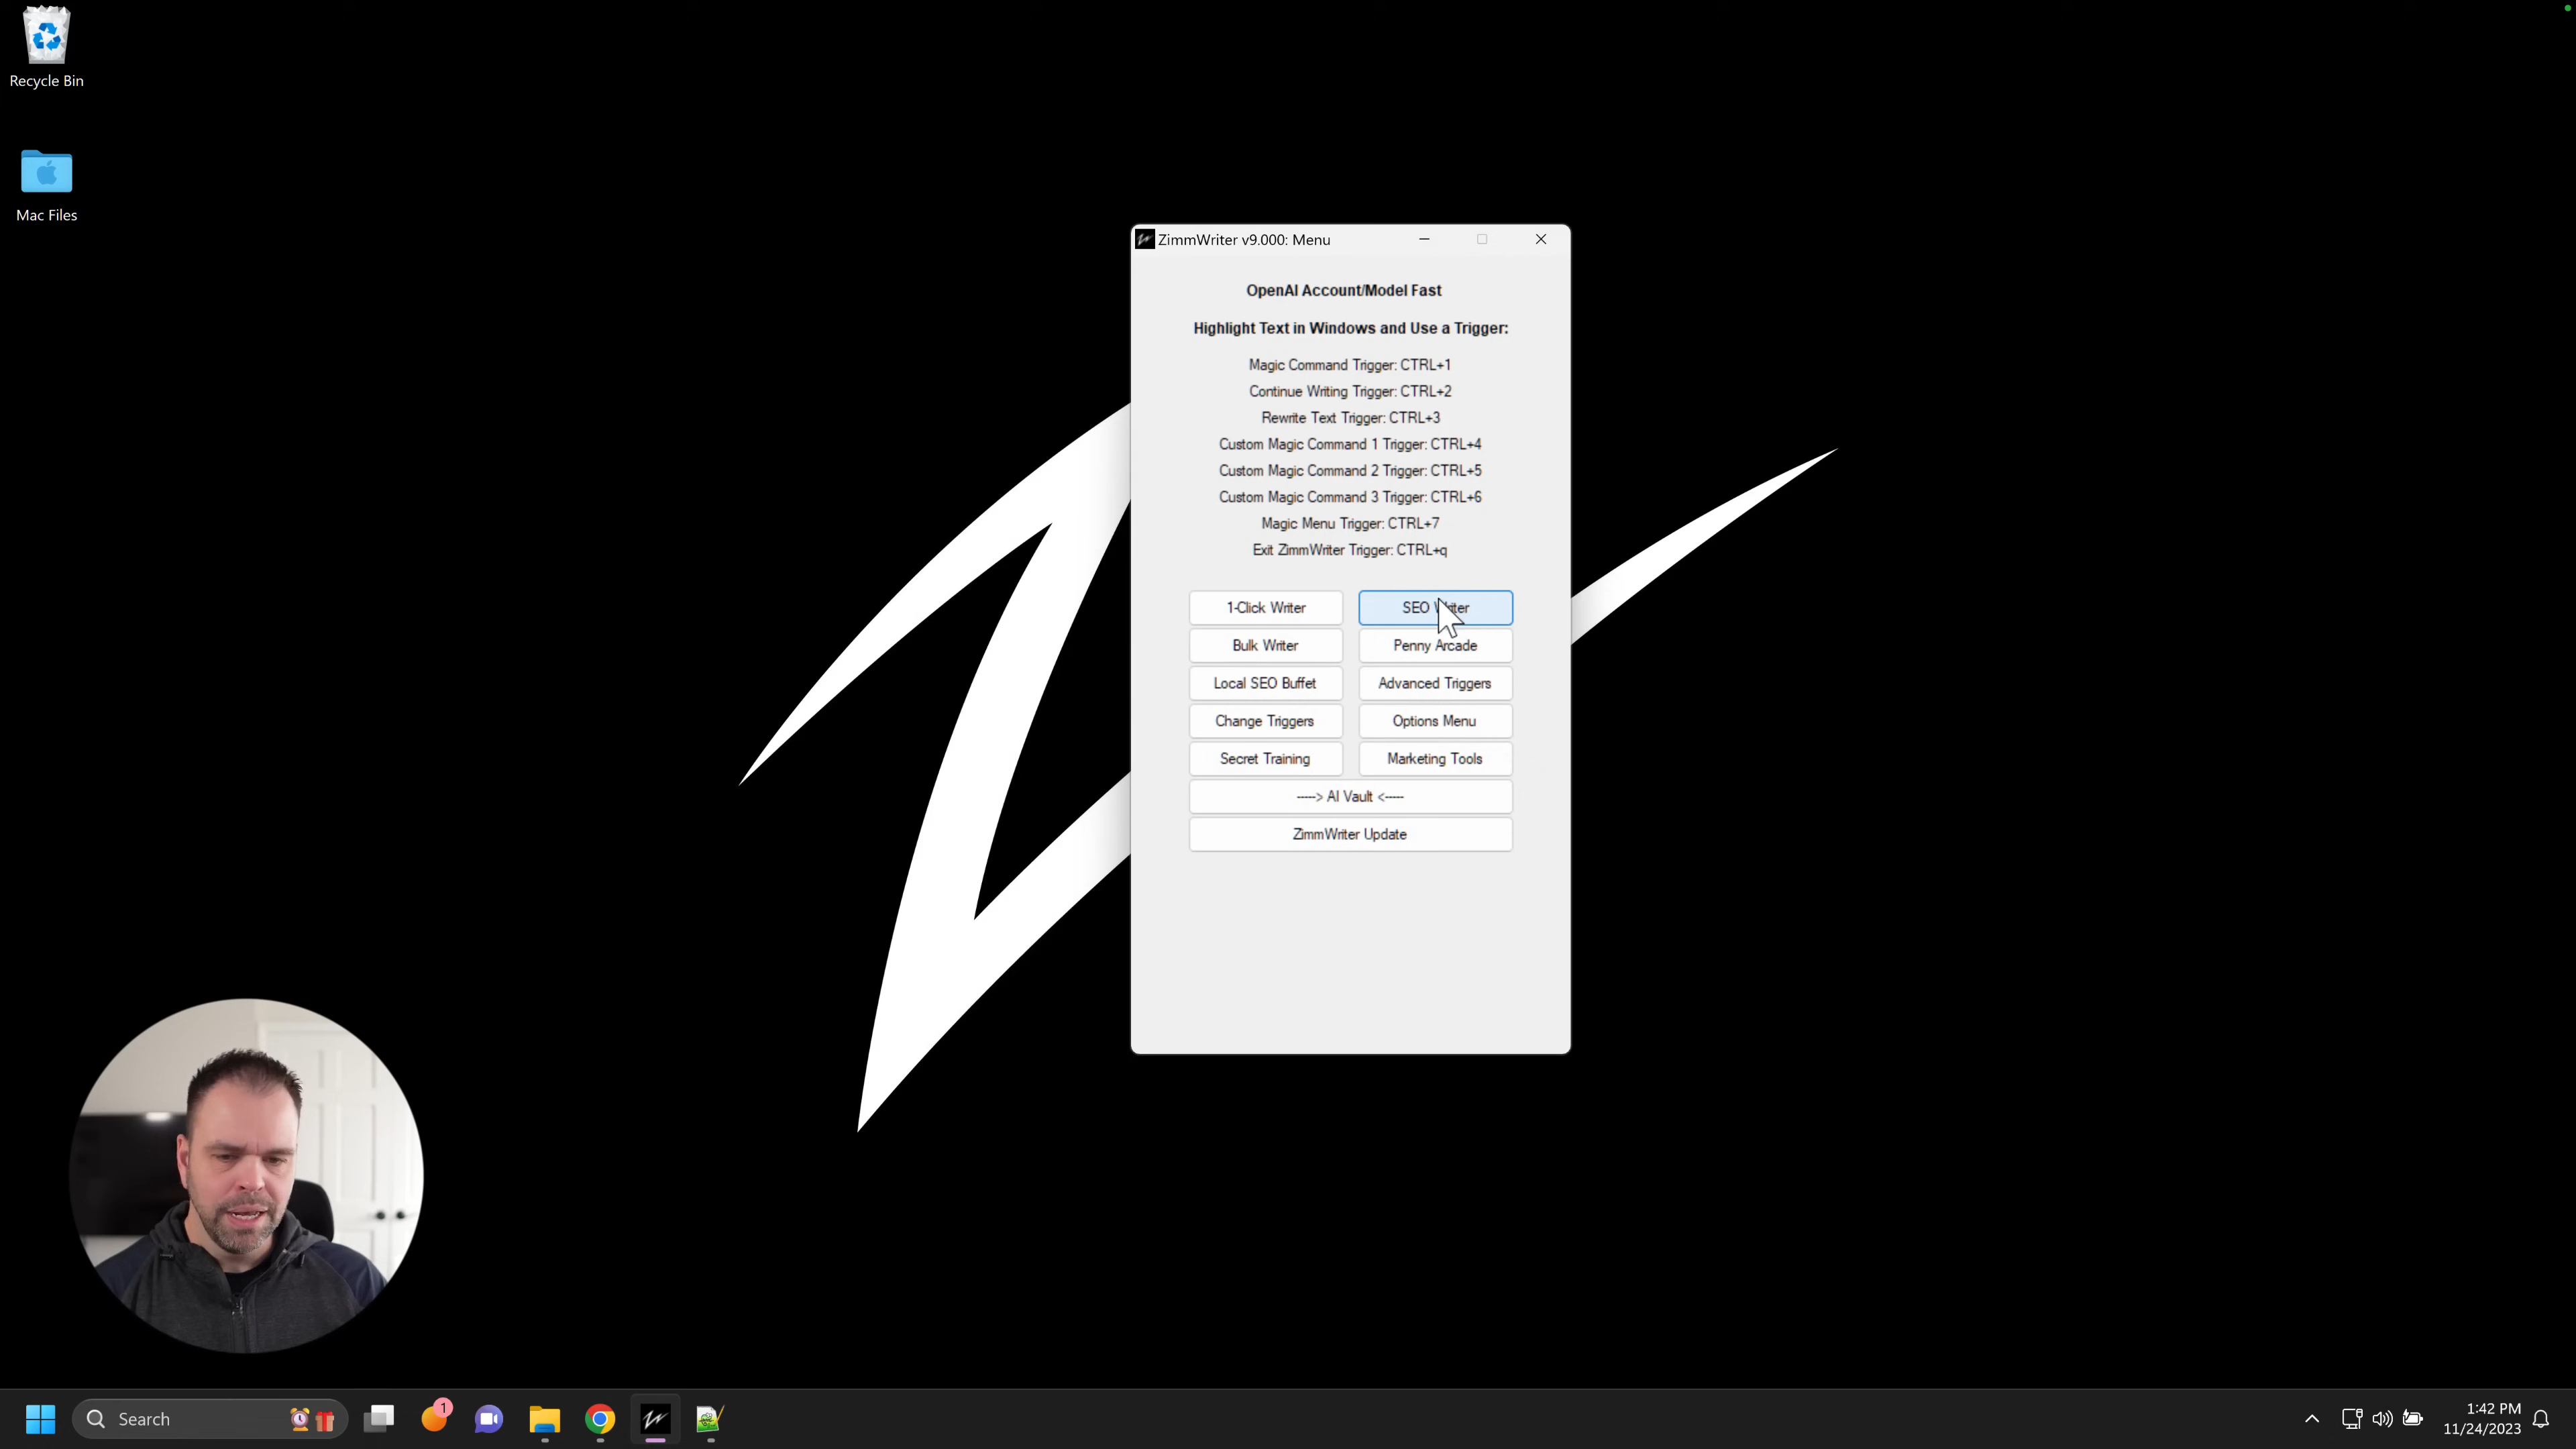 Recycle Bin
Mac Files
ZimmWriter v9.000: Menu
OpenAI Account/Model Fast
Highlight Text in Windows and Use a Trigger:
Magic Command Trigger: CTRL+1
Continue Writing Trigger: CTRL+2
Rewrite Text Trigger: CTRL+3
Custom Magic Command 1 Trigger: CTRL+4
Custom Magic Command 2 Trigger: CTRL+5
Custom Magic Command 3 Trigger: CTRL+6
Magic Menu Trigger: CTRL+7
Exit ZimmWriter Trigger: CTRL+q
1-Click Writer SEO Writer
Bulk Writer Penny Arcade
Local SEO Buffet Advanced Triggers
Change Triggers Options Menu
Secret Training Marketing Tools
-----> AI Vault <-----
ZimmWriter Update
Search
1
1:42 PM
11/24/2023